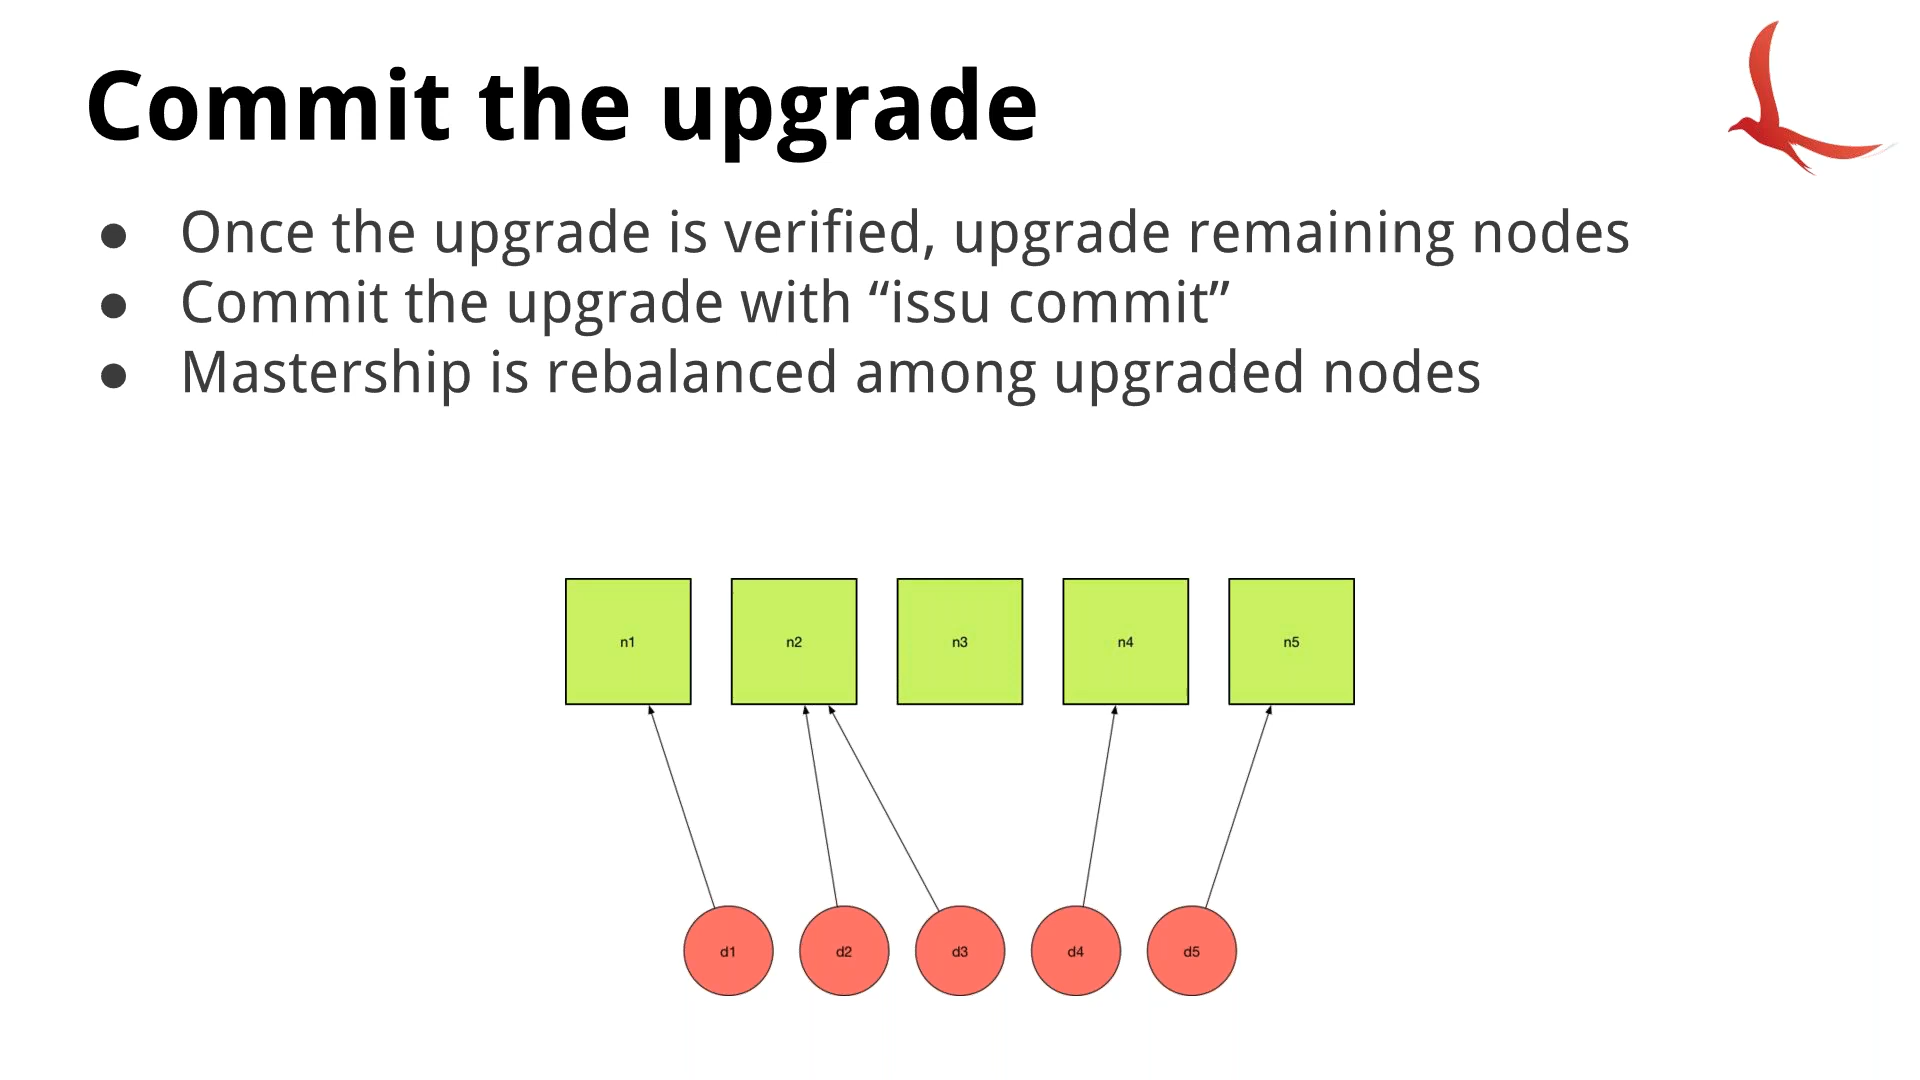 Commit the upgrade
● Once the upgrade is verified, upgrade remaining nodes
● Commit the upgrade with “issu commit”
● Mastership is rebalanced among upgraded nodes
n1 n2 n3 n4 n5
d1 d2 d3 d4 d5